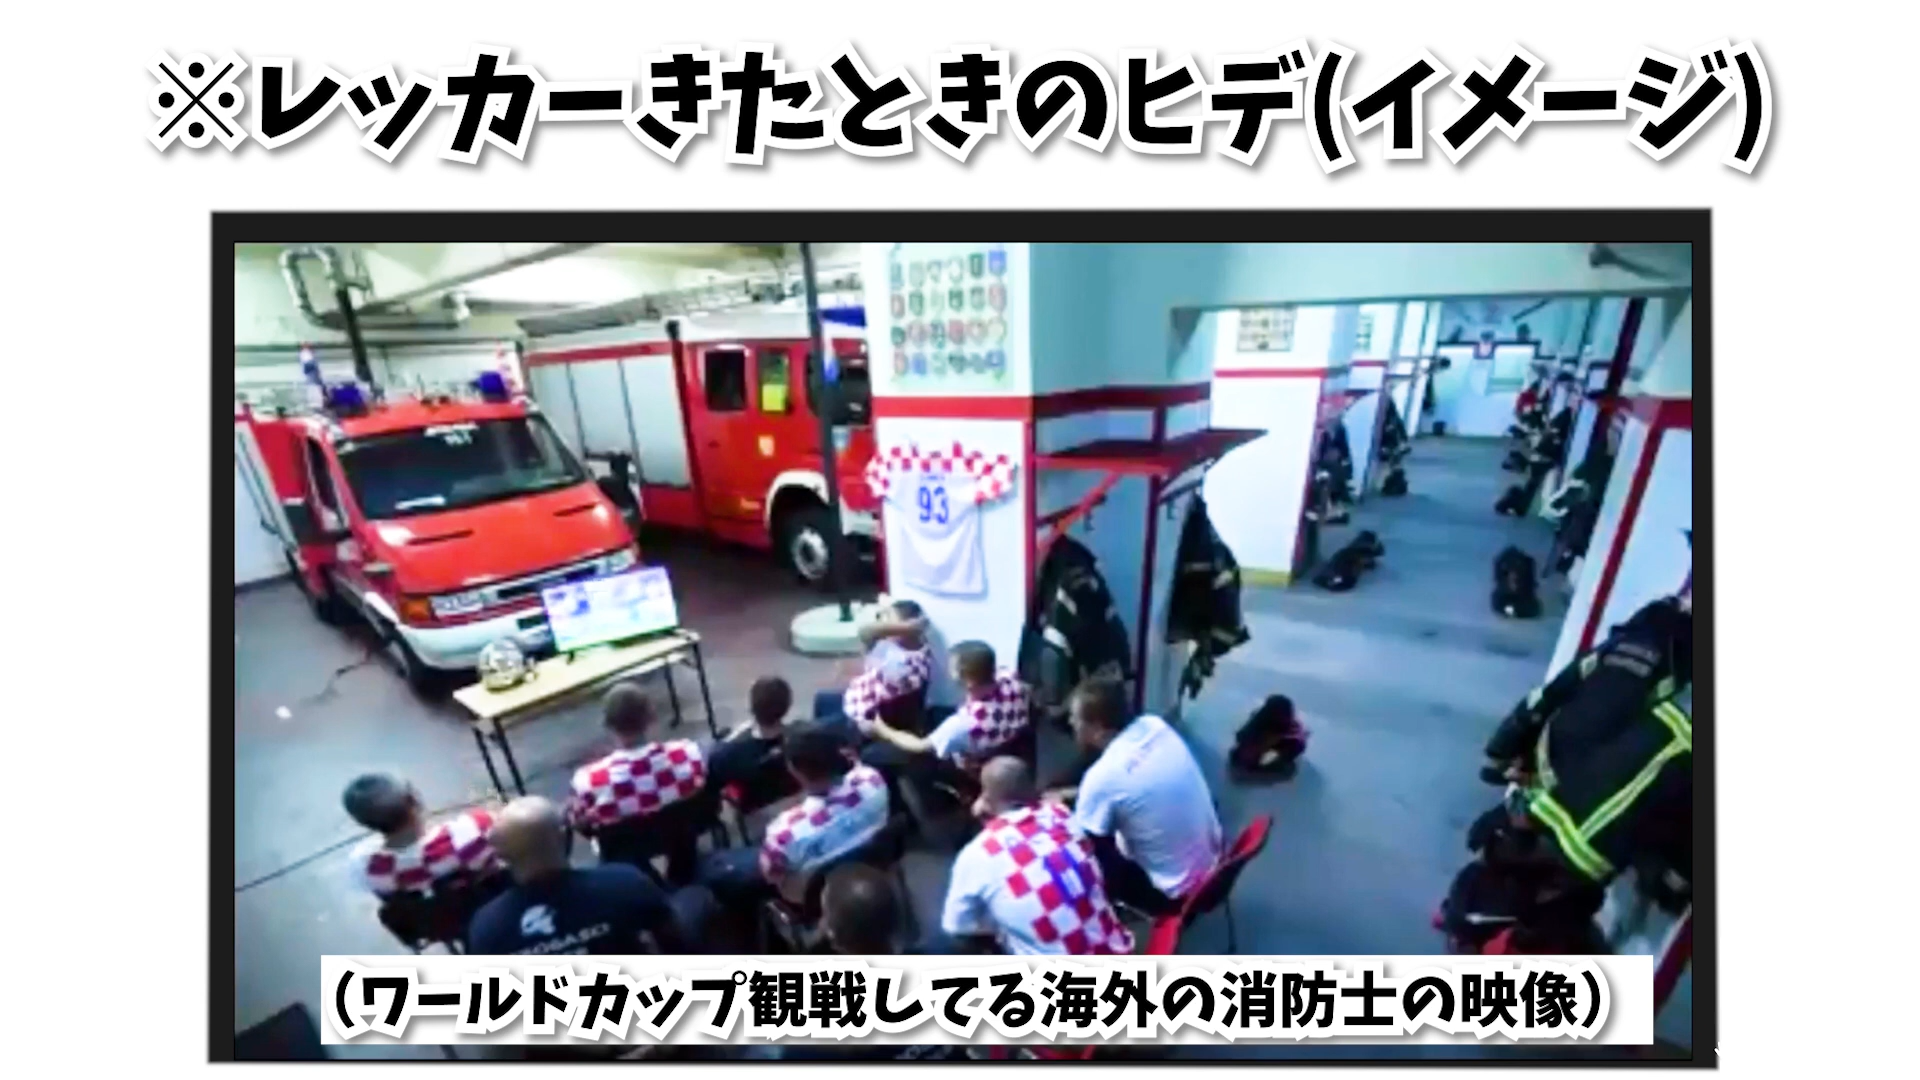 ※レッカーきたときのヒデ(イメージ)
93
(ワールドカップ観戦してる海外の消防士の映像)